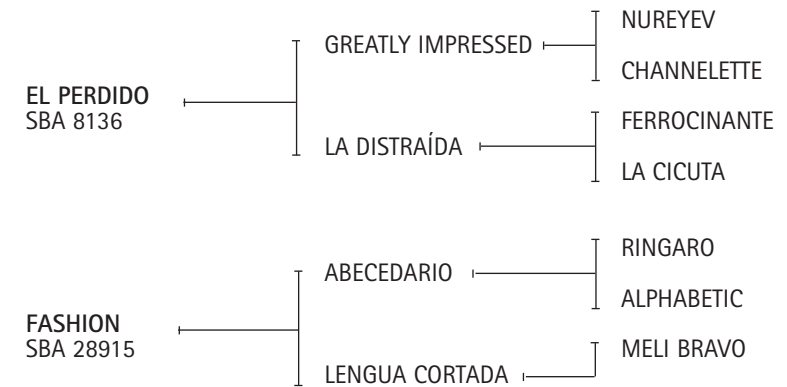 NUREYEV
GREATLY IMPRESSED
CHANNELETTE
EL PERDIDO
SBA 8136
FERROCINANTE
LA DISTRAÍDA
LA CICUTA
RINGARO
ABECEDARIO
ALPHABETIC
FASHION
SBA 28915
MELI BRAVO
LENGUA CORTADA